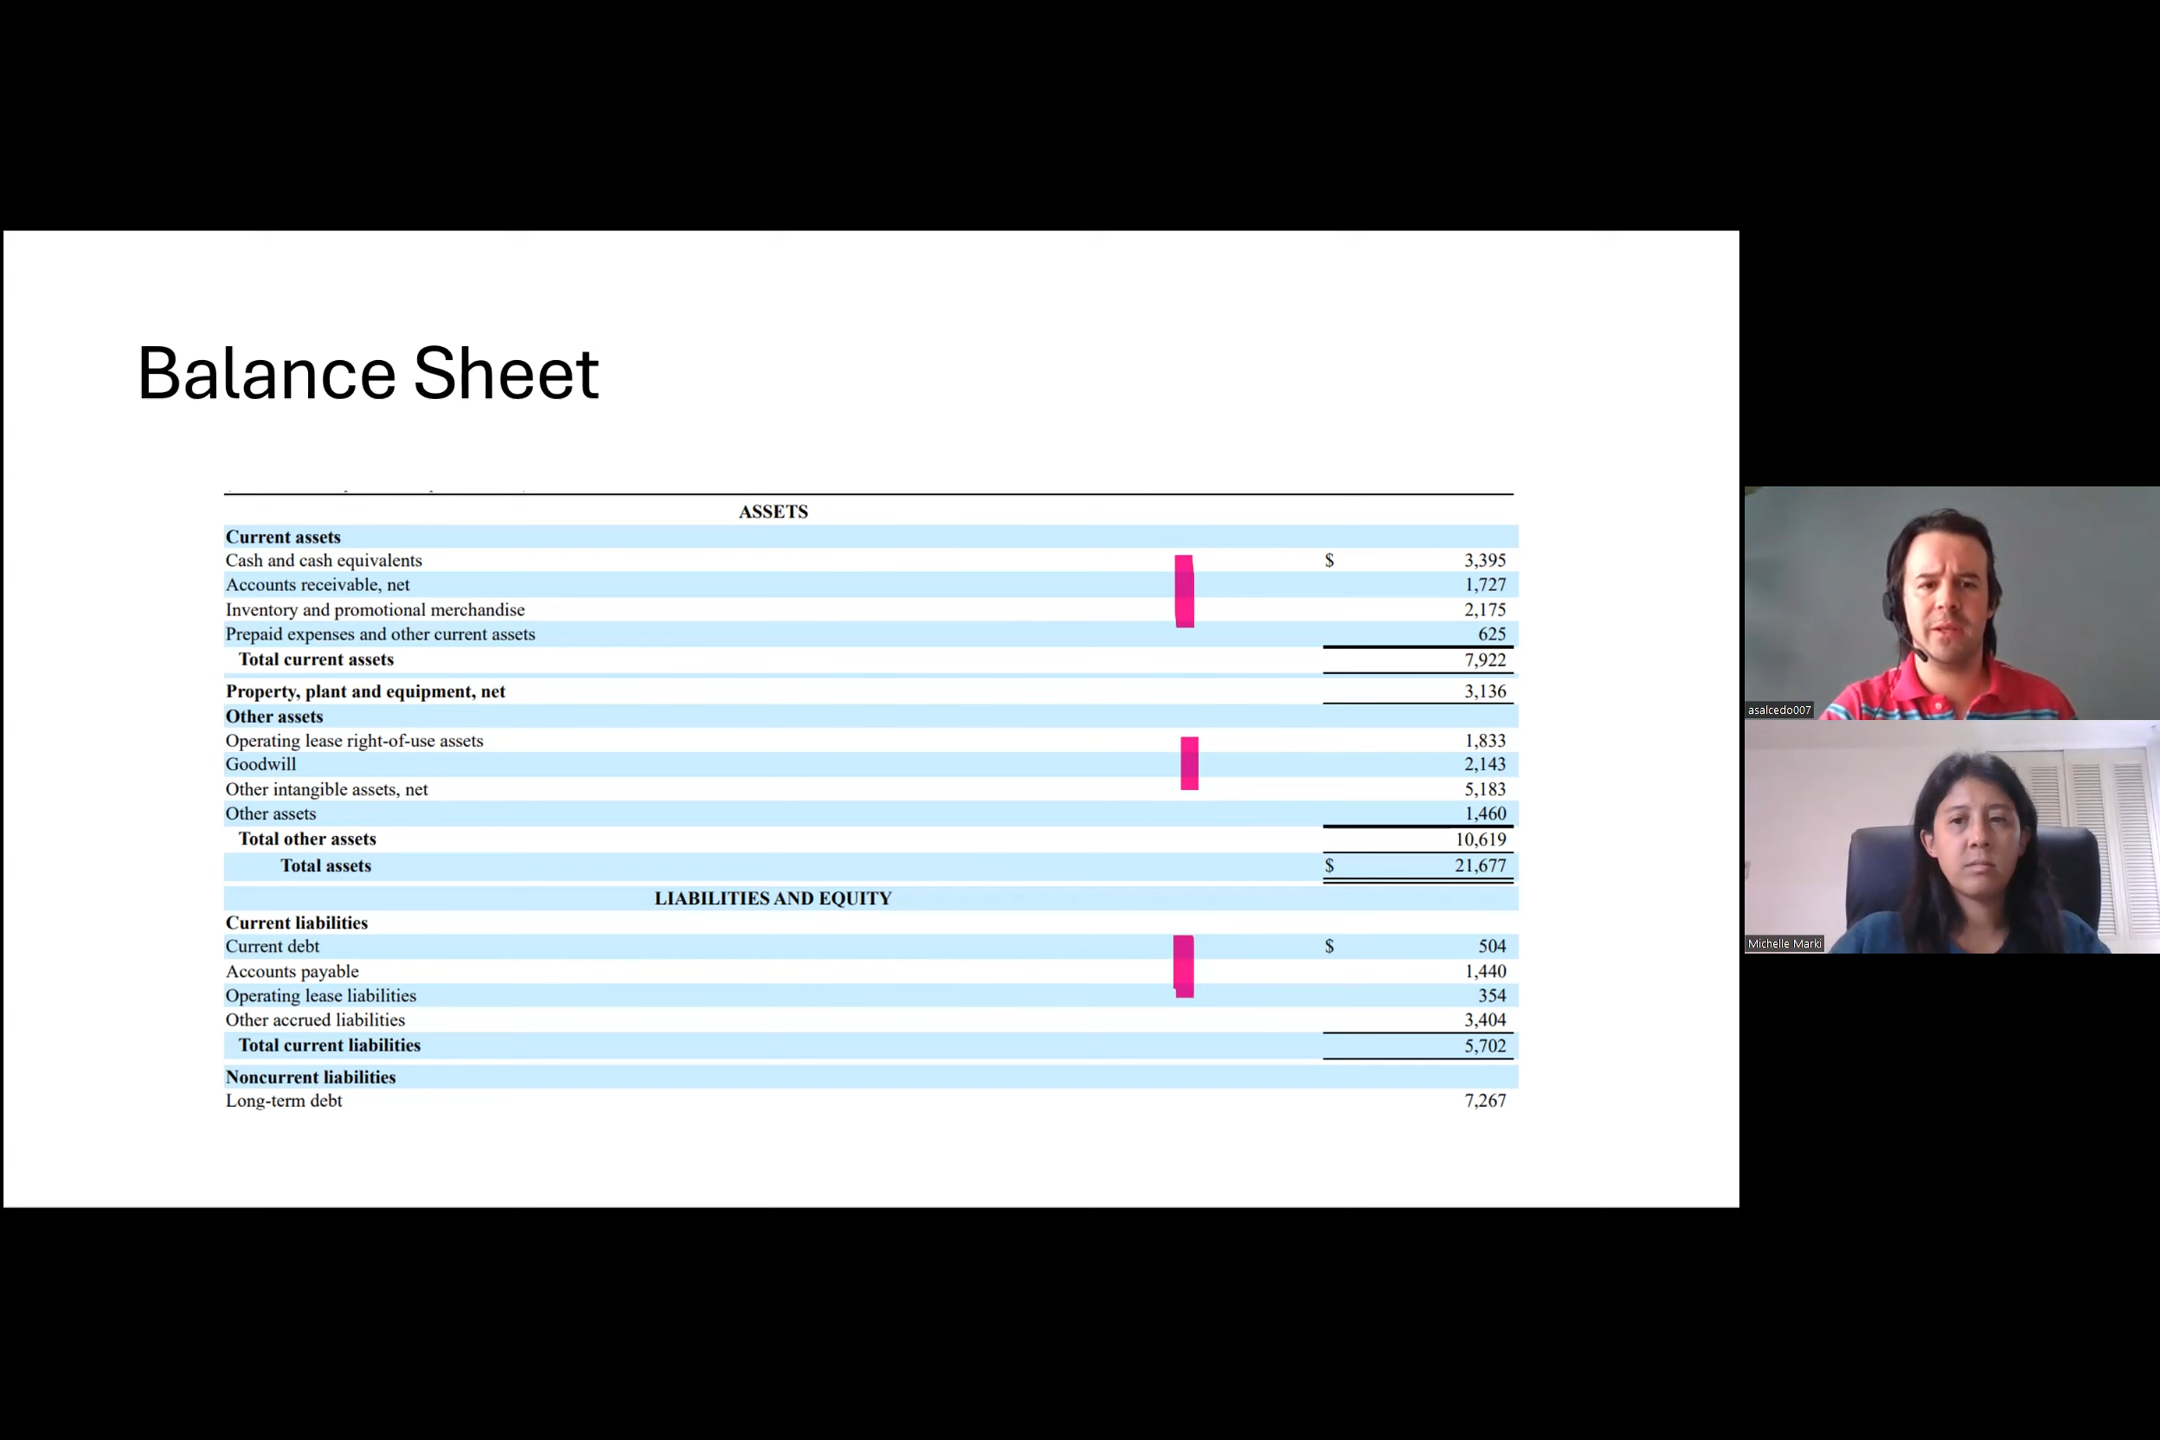 Balance Sheet
ASSETS
Current assets
Cash and cash equivalents $ 3,395
Accounts receivable, net 1,727
Inventory and promotional merchandise 2,175
Prepaid expenses and other current assets 625
Total current assets 7,922
Property, plant and equipment, net 3,136
Other assets
Operating lease right-of-use assets 1,833
Goodwill 2,143
Other intangible assets, net 5,183
Other assets 1,460
Total other assets 10,619
Total assets $ 21,677
LIABILITIES AND EQUITY
Current liabilities
Current debt $ 504
Accounts payable 1,440
Operating lease liabilities 354
Other accrued liabilities 3,404
Total current liabilities 5,702
Noncurrent liabilities
Long-term debt 7,267
asalcedo007
Michelle Marki